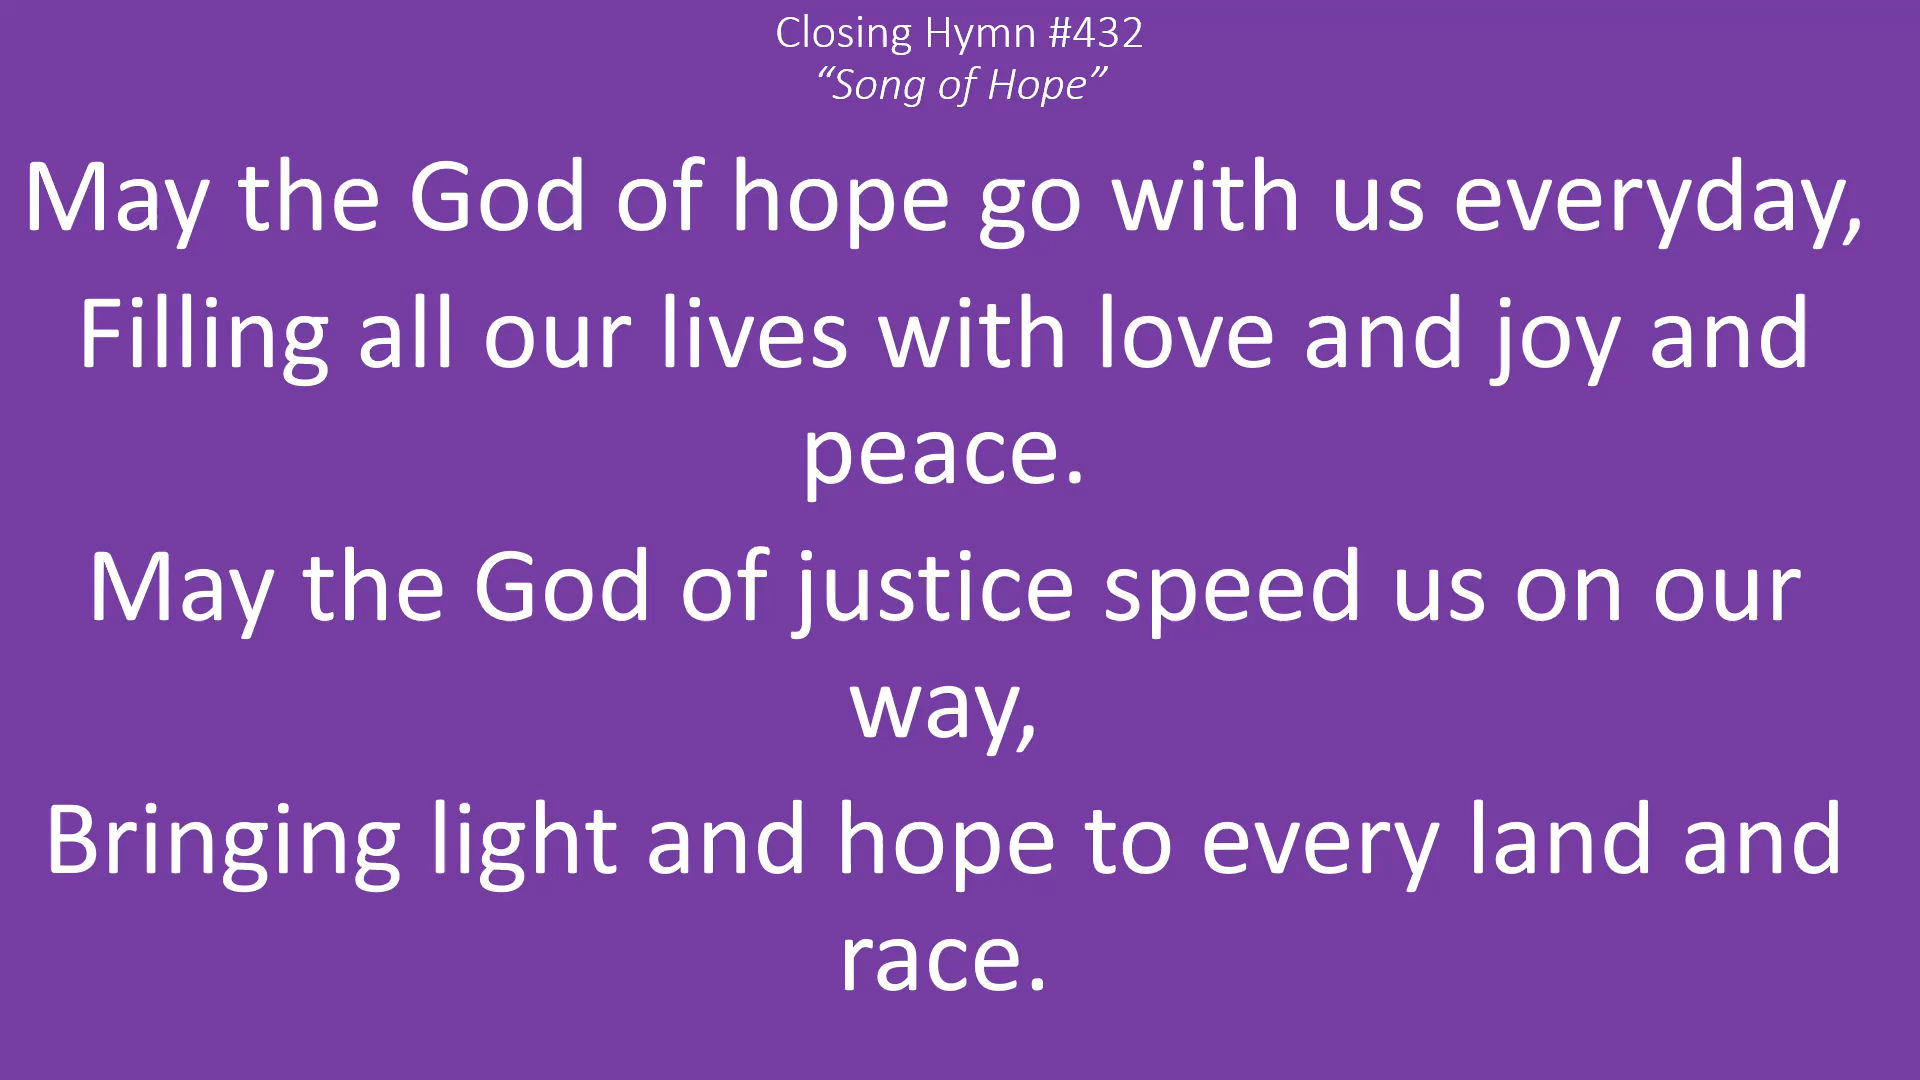 Closing Hymn #432
“Song of Hope”
May the God of hope go with us everyday,
Filling all our lives with love and joy and
peace.
May the God of justice speed us on our
way,
Bringing light and hope to every land and
race.